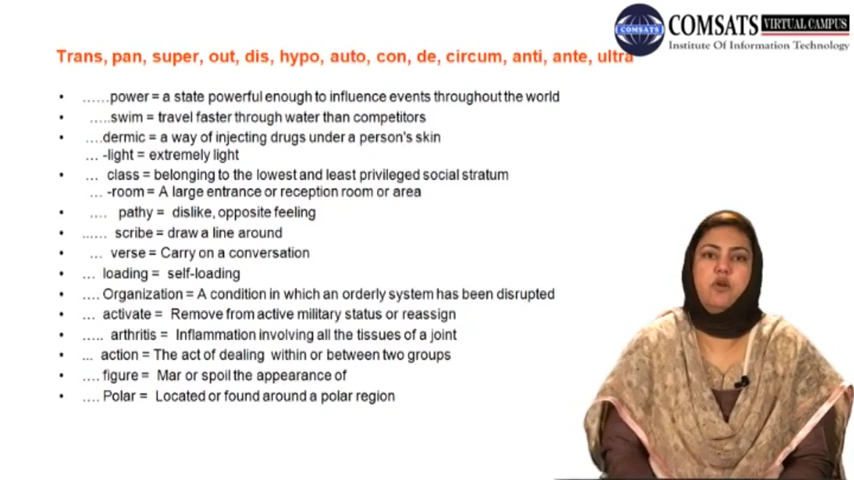 COMSATS
COMSATS VIRTUAL CAMPUS
Institute Of Information Technology
Trans, pan, super, out, dis, hypo, auto, con, de, circum, anti, ante, ultra
• ……power = a state powerful enough to influence events throughout the world
• …..swim = travel faster through water than competitors
• ….dermic = a way of injecting drugs under a person's skin
… -light = extremely light
• … class = belonging to the lowest and least privileged social stratum
… -room = A large entrance or reception room or area
• …. pathy = dislike, opposite feeling
• ...… scribe = draw a line around
• … verse = Carry on a conversation
• … loading = self-loading
• …. Organization = A condition in which an orderly system has been disrupted
• … activate = Remove from active military status or reassign
• ….. arthritis = Inflammation involving all the tissues of a joint
• ... action = The act of dealing within or between two groups
• …. figure = Mar or spoil the appearance of
• …. Polar = Located or found around a polar region